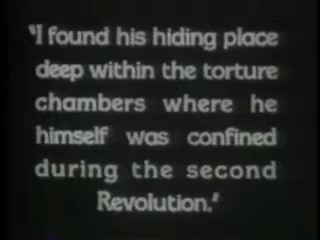 "I found his hiding place
deep within the torture
chambers where he
himself was confined
during the second
Revolution."